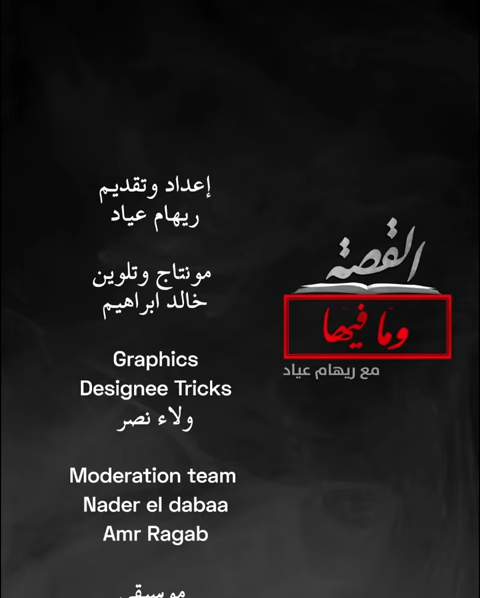 إعداد وتقديم
ريهام عياد
مونتاج وتلوين
خالد ابراهيم
Graphics
Designee Tricks
ولاء نصر
Moderation team
Nader el dabaa
Amr Ragab
موسيقى
القصة
وما فيها
مع ريهام عياد